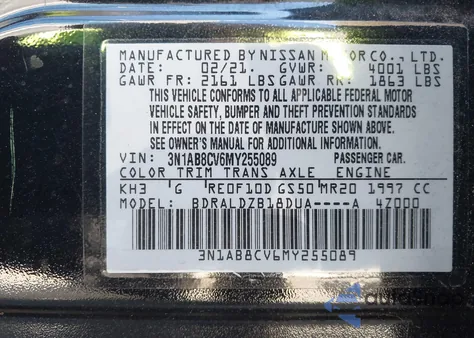 MANUFACTURED BY NISSAN MOTOR CO., LTD.
DATE: 02/21. GVWR: 4001 LBS
GAWR FR: 2161 LBS GAWR RR: 1863 LBS
THIS VEHICLE CONFORMS TO ALL APPLICABLE FEDERAL MOTOR
VEHICLE SAFETY, BUMPER AND THEFT PREVENTION STANDARDS
IN EFFECT ON THE DATE OF MANUFACTURE SHOWN ABOVE.
SEE OWNER'S MANUAL FOR ADDITIONAL INFORMATION.
VIN: 3N1AB8CV6MY255089 PASSENGER CAR.
COLOR TRIM TRANS AXLE ENGINE
KH3 G RE0F10D GS50 MR20 1997 CC
MODEL: BDRALDZB18DUA----A 4Z000
3N1AB8CV6MY255089